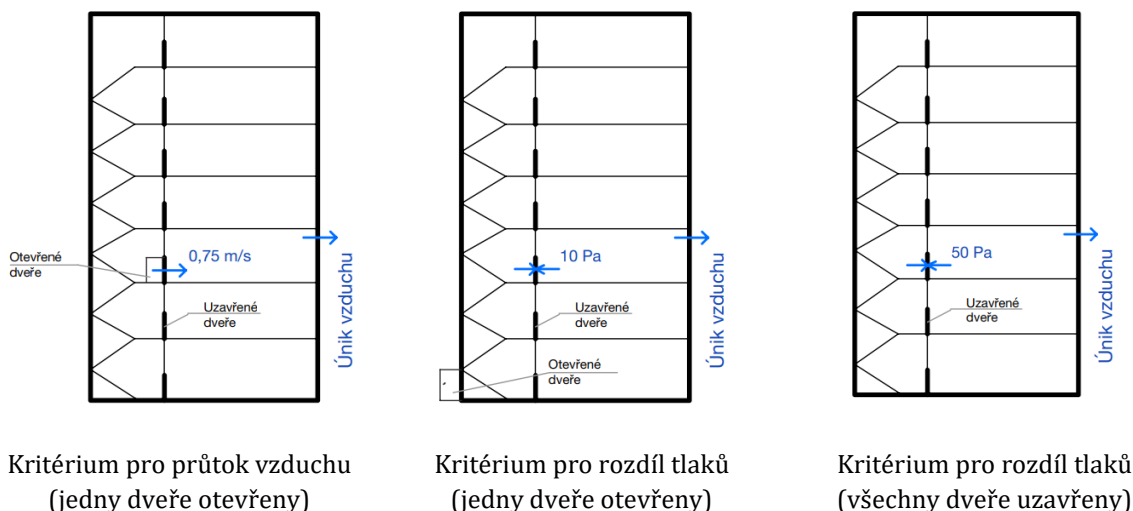 Otevřené
dveře
0,75 m/s
Uzavřené
dveře
Únik vzduchu
Kritérium pro průtok vzduchu
(jedny dveře otevřeny)
10 Pa
Uzavřené
dveře
Otevřené
dveře
Únik vzduchu
Kritérium pro rozdíl tlaků
(jedny dveře otevřeny)
50 Pa
Uzavřené
dveře
Únik vzduchu
Kritérium pro rozdíl tlaků
(všechny dveře uzavřeny)